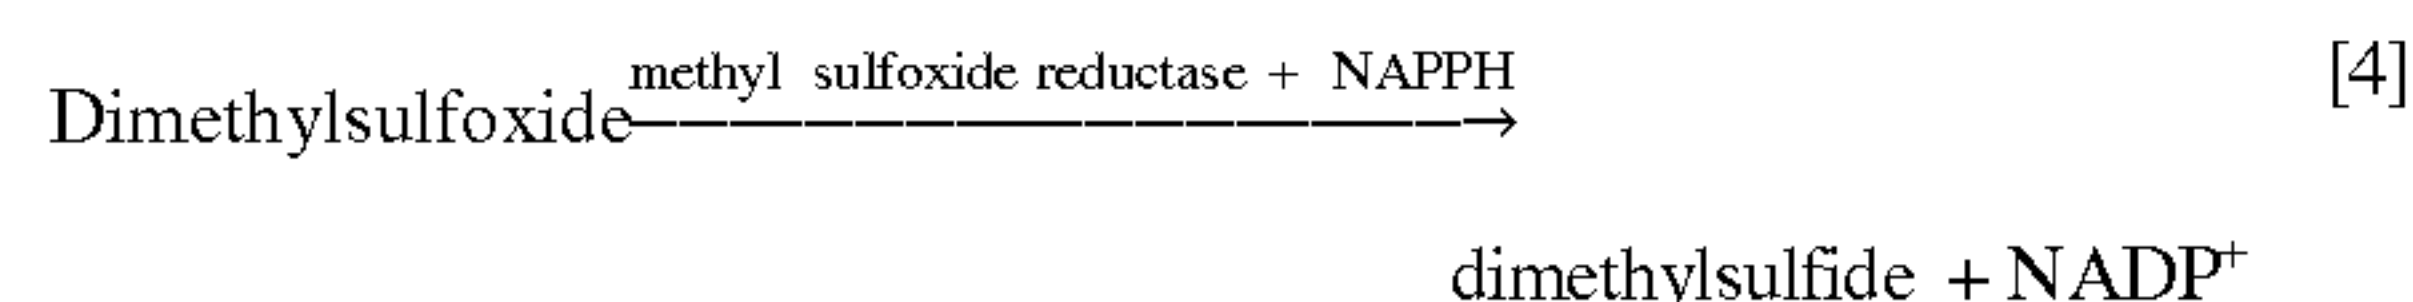 methyl sulfoxide reductase + NAPPH [4]
Dimethylsulfoxide ⟶
dimethylsulfide + NADP⁺